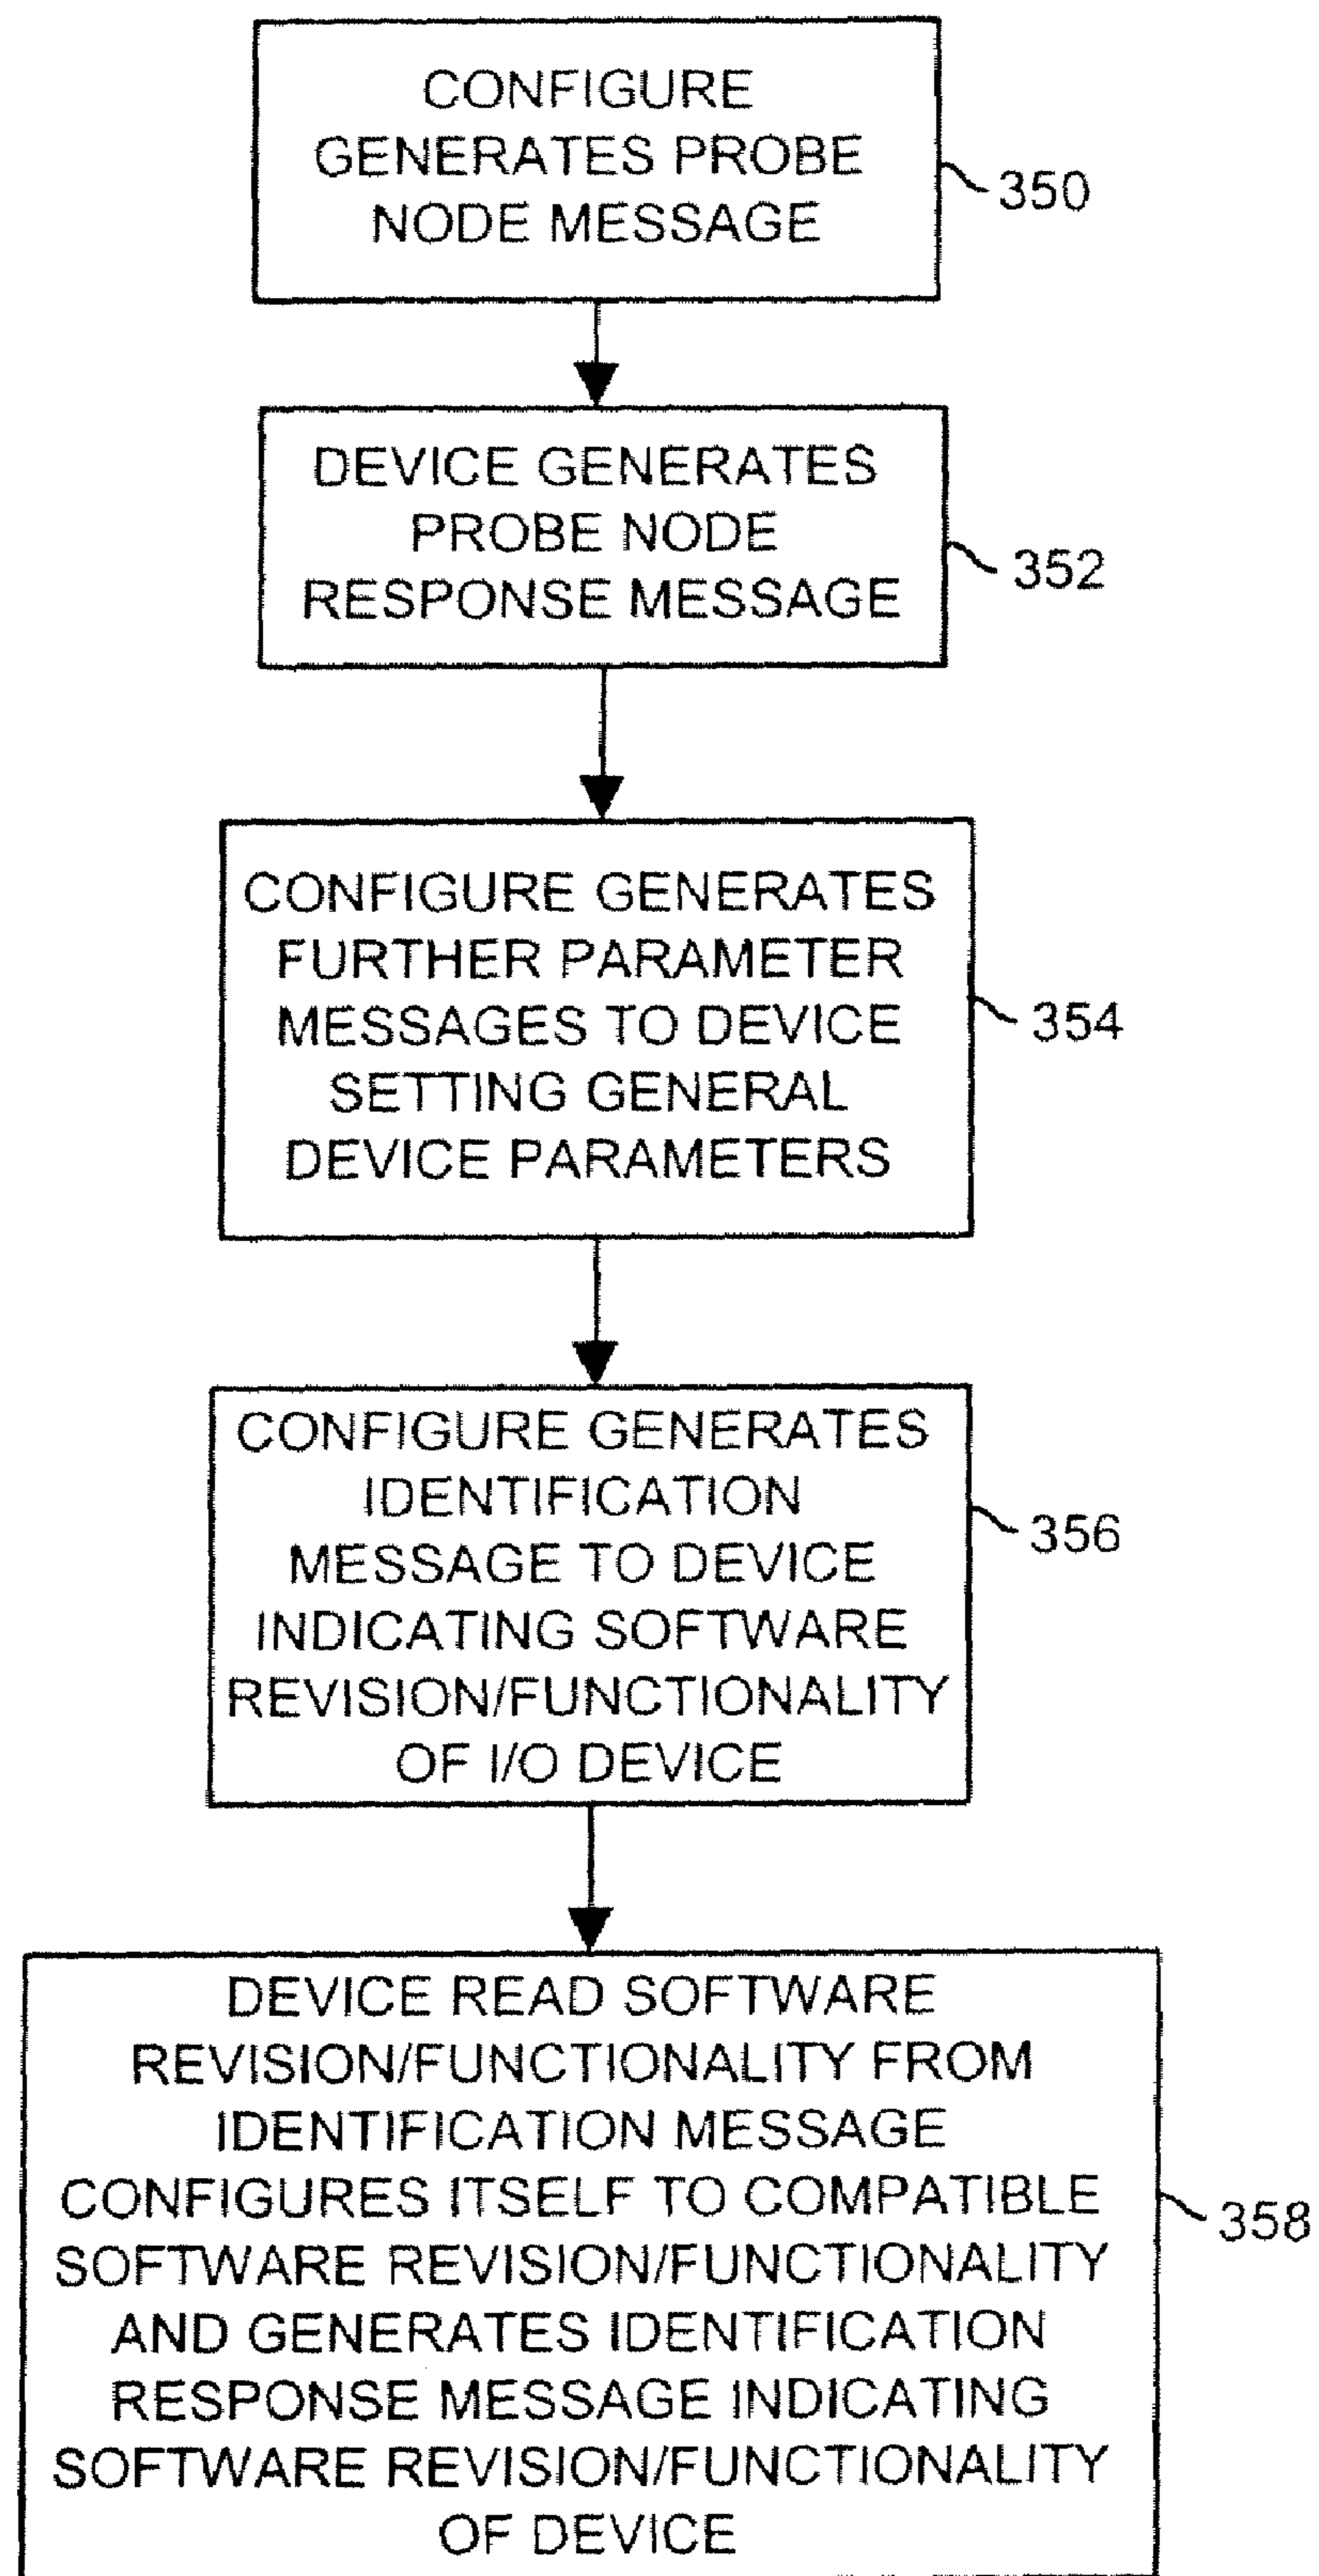 CONFIGURE
GENERATES PROBE
NODE MESSAGE
350
DEVICE GENERATES
PROBE NODE
RESPONSE MESSAGE
352
CONFIGURE GENERATES
FURTHER PARAMETER
MESSAGES TO DEVICE
SETTING GENERAL
DEVICE PARAMETERS
354
CONFIGURE GENERATES
IDENTIFICATION
MESSAGE TO DEVICE
INDICATING SOFTWARE
REVISION/FUNCTIONALITY
OF I/O DEVICE
356
DEVICE READ SOFTWARE
REVISION/FUNCTIONALITY FROM
IDENTIFICATION MESSAGE
CONFIGURES ITSELF TO COMPATIBLE
SOFTWARE REVISION/FUNCTIONALITY
AND GENERATES IDENTIFICATION
RESPONSE MESSAGE INDICATING
SOFTWARE REVISION/FUNCTIONALITY
OF DEVICE
358